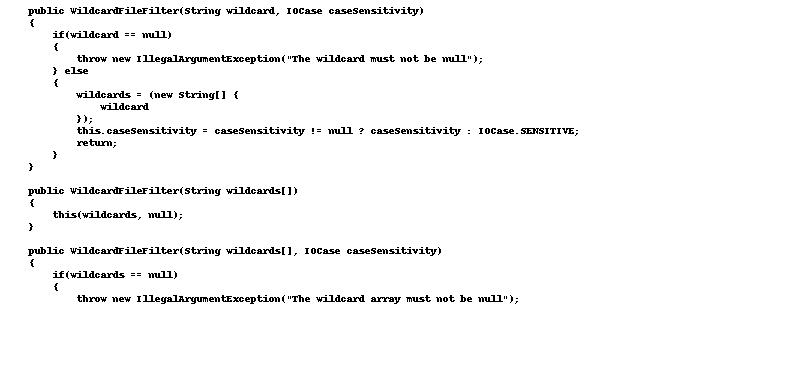 public WildcardFileFilter(String wildcard, IOCase caseSensitivity)
{
if(wildcard == null)
{
throw new IllegalArgumentException("The wildcard must not be null");
} else
{
wildcards = (new String[] {
wildcard
});
this.caseSensitivity = caseSensitivity != null ? caseSensitivity : IOCase.SENSITIVE;
return;
}
}
public WildcardFileFilter(String wildcards[])
{
this(wildcards, null);
}
public WildcardFileFilter(String wildcards[], IOCase caseSensitivity)
{
if(wildcards == null)
{
throw new IllegalArgumentException("The wildcard array must not be null");